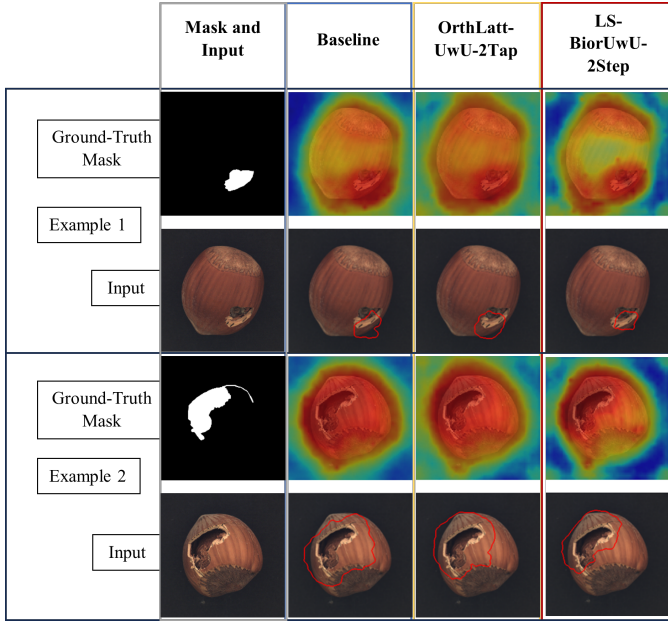 Mask and
Input
Baseline
OrthLatt-
UwU-2Tap
LS-
BiorUwU-
2Step
Ground-Truth
Mask
Example 1
Input
Ground-Truth
Mask
Example 2
Input